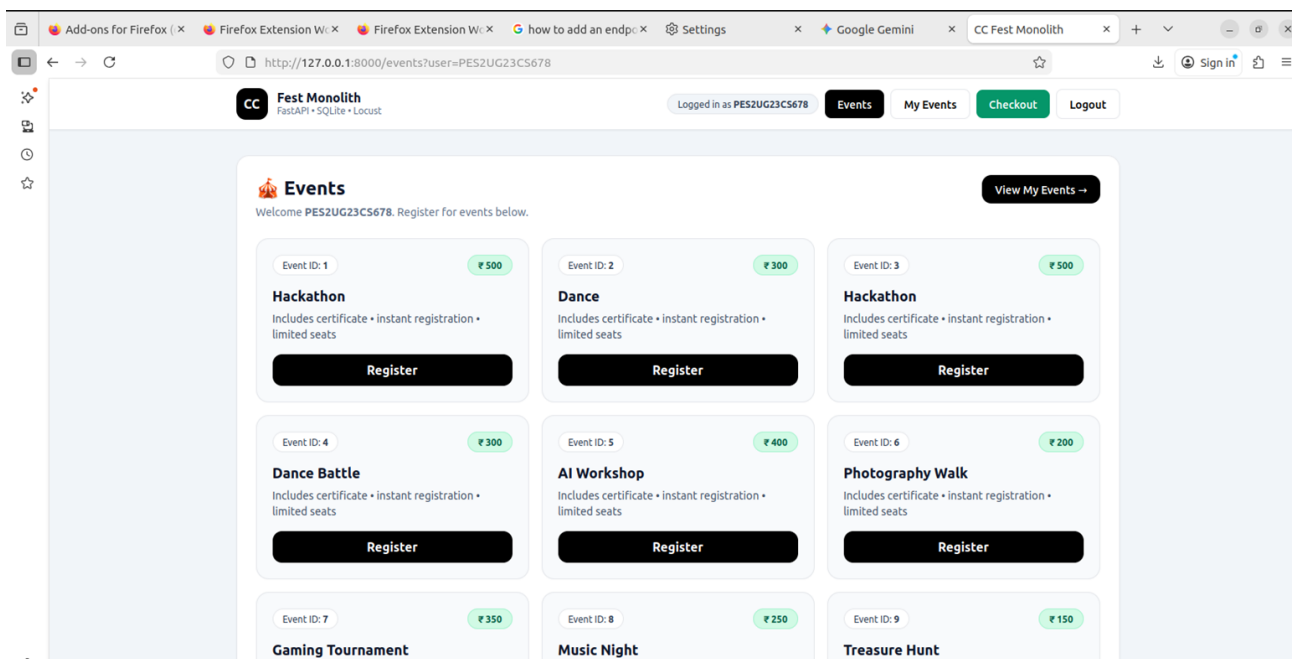 Add-ons for Firefox (
Firefox Extension Wo
Firefox Extension Wo
G how to add an endpo
Settings
Google Gemini
CC Fest Monolith
http://127.0.0.1:8000/events?user=PES2UG23CS678
Sign in
CC
Fest Monolith
FastAPI • SQLite • Locust
Logged in as PES2UG23CS678
Events
My Events
Checkout
Logout
🎪 Events
Welcome PES2UG23CS678. Register for events below.
View My Events →
Event ID: 1
₹ 500
Hackathon
Includes certificate • instant registration •
limited seats
Register
Event ID: 2
₹ 300
Dance
Includes certificate • instant registration •
limited seats
Register
Event ID: 3
₹ 500
Hackathon
Includes certificate • instant registration •
limited seats
Register
Event ID: 4
₹ 300
Dance Battle
Includes certificate • instant registration •
limited seats
Register
Event ID: 5
₹ 400
AI Workshop
Includes certificate • instant registration •
limited seats
Register
Event ID: 6
₹ 200
Photography Walk
Includes certificate • instant registration •
limited seats
Register
Event ID: 7
₹ 350
Gaming Tournament
Event ID: 8
₹ 250
Music Night
Event ID: 9
₹ 150
Treasure Hunt